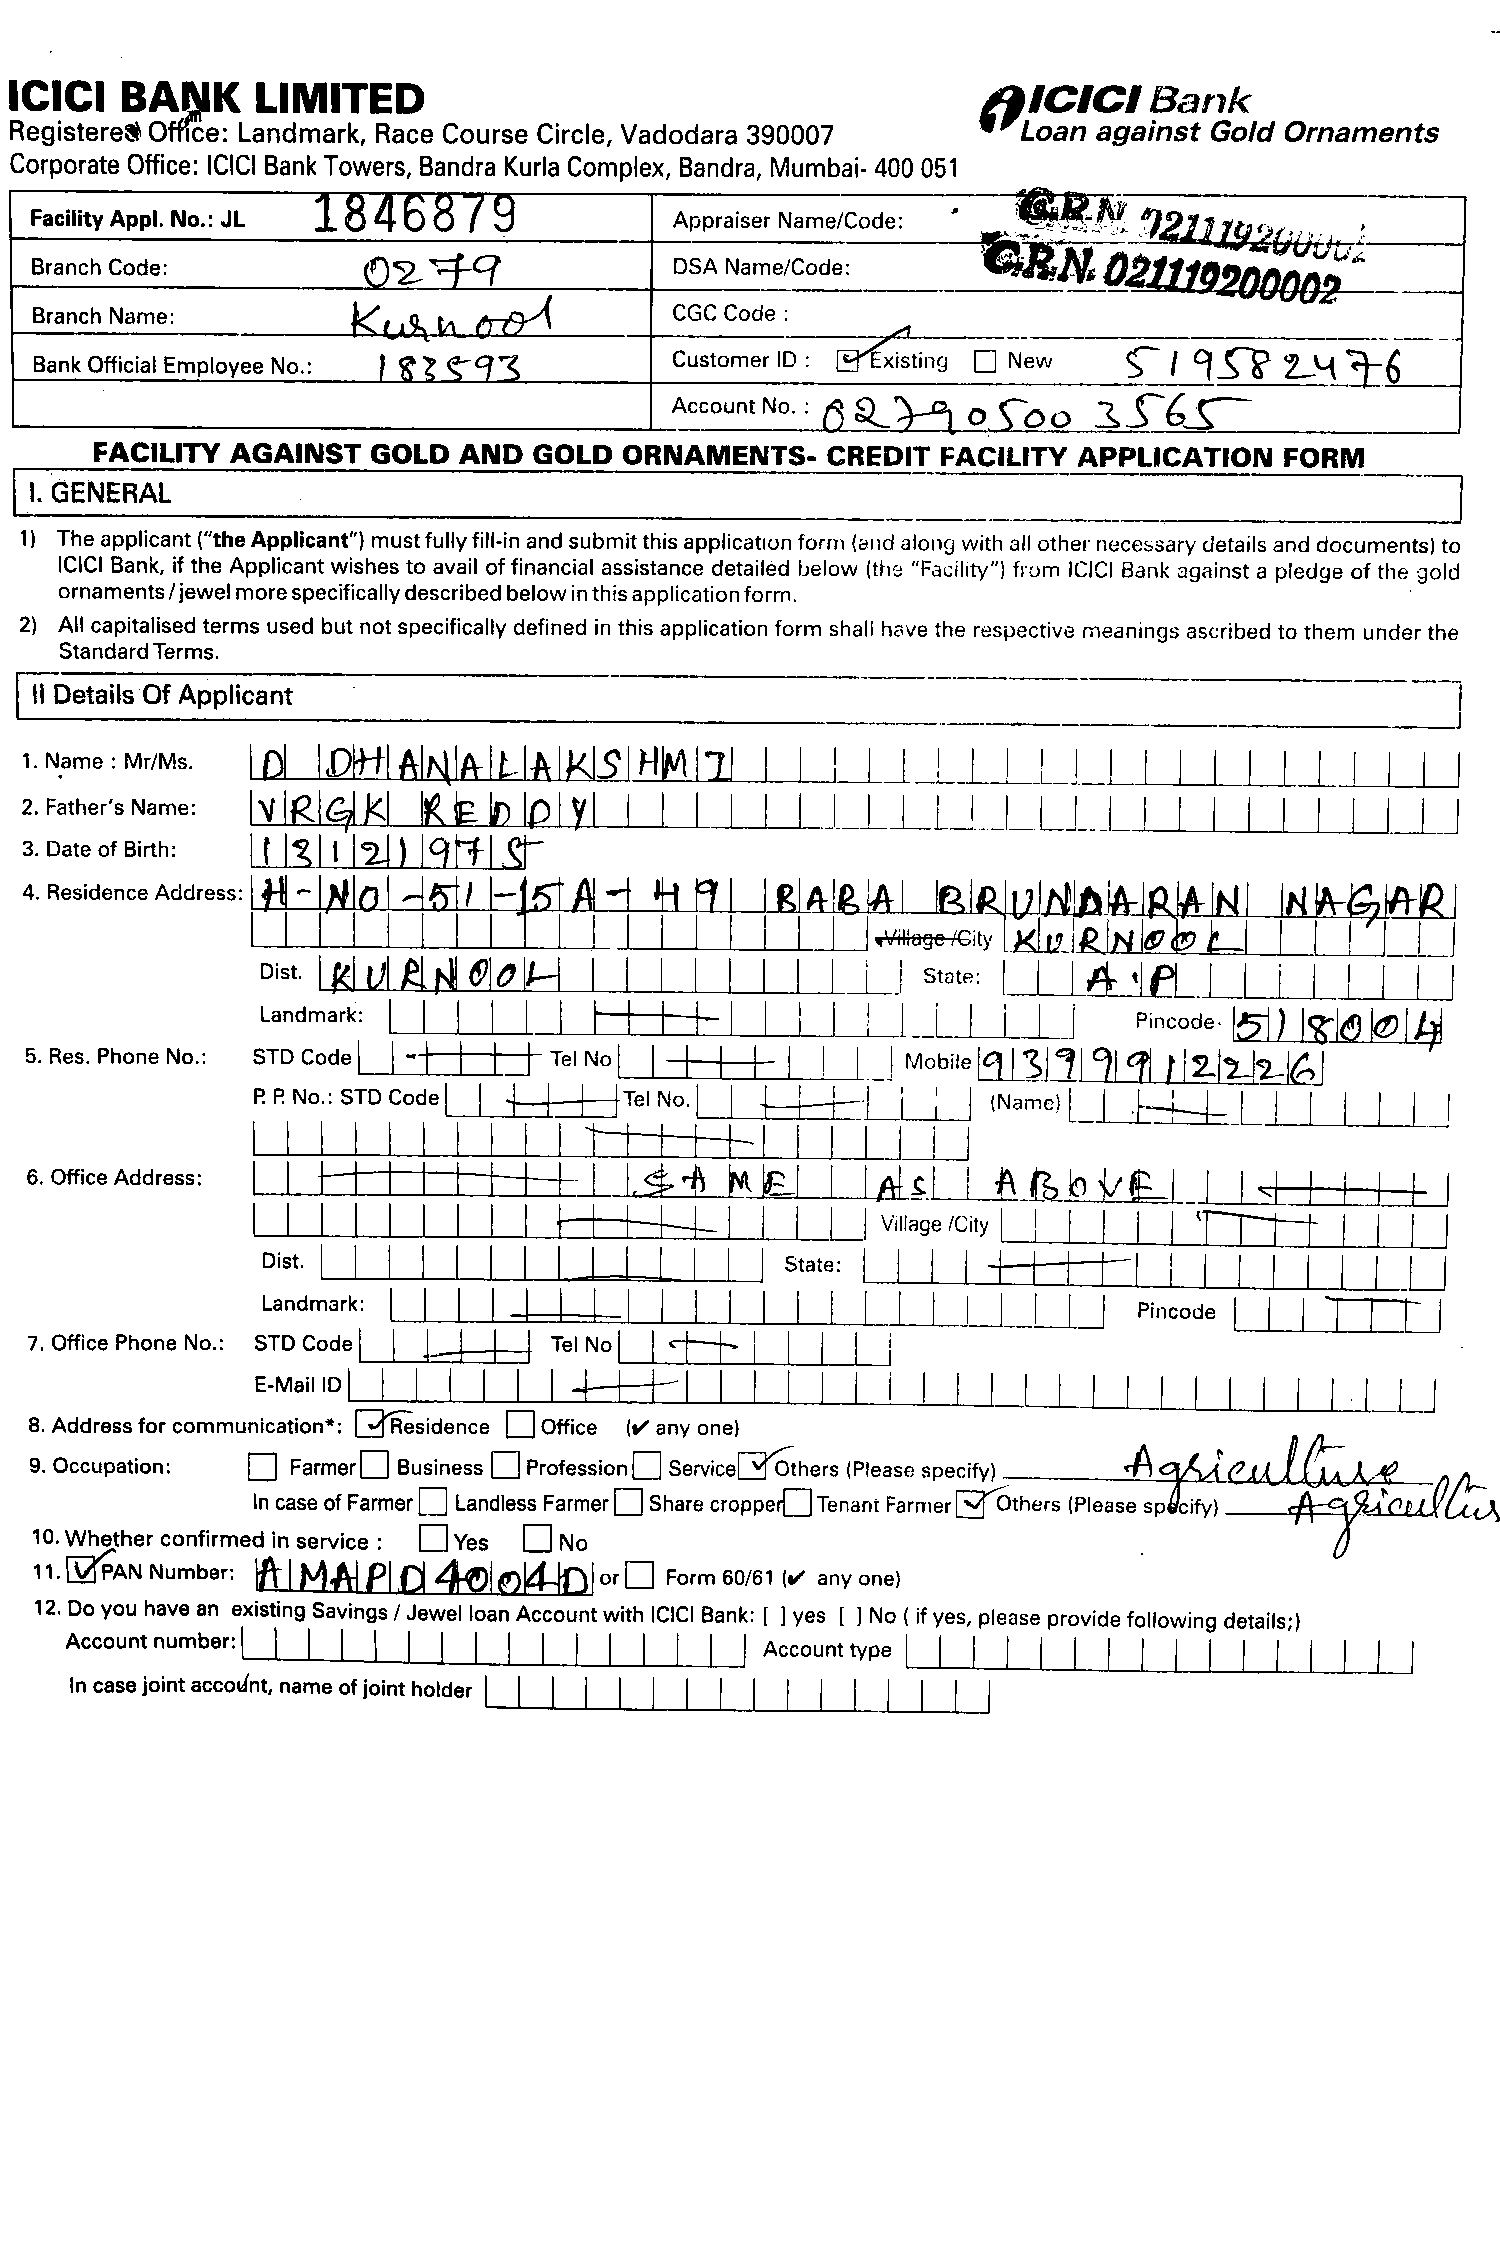 ICICI BANK LIMITED
Registered Office: Landmark, Race Course Circle, Vadodara 390007
Corporate Office: ICICI Bank Towers, Bandra Kurla Complex, Bandra, Mumbai- 400 051
ICICI Bank
Loan against Gold Ornaments
Facility Appl. No.: JL 1846879
Appraiser Name/Code: G.R.N. 021119200002
Branch Code: 0279
DSA Name/Code: G.R.N. 021119200002
Branch Name: Kurnool
CGC Code :
Bank Official Employee No.: 183593
Customer ID : ☑ Existing ☐ New 519582476
Account No. : 027905003565
FACILITY AGAINST GOLD AND GOLD ORNAMENTS- CREDIT FACILITY APPLICATION FORM
I. GENERAL
1) The applicant ("the Applicant") must fully fill-in and submit this application form (and along with all other necessary details and documents) to
ICICI Bank, if the Applicant wishes to avail of financial assistance detailed below (the "Facility") from ICICI Bank against a pledge of the gold
ornaments / jewel more specifically described below in this application form.
2) All capitalised terms used but not specifically defined in this application form shall have the respective meanings ascribed to them under the
Standard Terms.
II Details Of Applicant
1. Name : Mr/Ms. D DHANALAKSHMI
2. Father's Name: VRGK REDDY
3. Date of Birth: 13121975
4. Residence Address: H-NO-51-15A-49 BABA BRUNDARAN NAGAR
Village /City KURNOOL
Dist. KURNOOL State: A.P
Landmark: Pincode 518004
5. Res. Phone No.: STD Code Tel No Mobile 9399912226
P. P. No.: STD Code Tel No. (Name)
6. Office Address: SAME AS ABOVE
Village /City
Dist. State:
Landmark: Pincode
7. Office Phone No.: STD Code Tel No
E-Mail ID
8. Address for communication*: ☑ Residence ☐ Office (✔ any one)
9. Occupation: ☐ Farmer ☐ Business ☐ Profession ☐ Service ☑ Others (Please specify) Agriculture
In case of Farmer ☐ Landless Farmer ☐ Share cropper ☐ Tenant Farmer ☑ Others (Please specify) Agricultur
10. Whether confirmed in service : ☐ Yes ☐ No
11. ☑ PAN Number: AMAPD4004D or ☐ Form 60/61 (✔ any one)
12. Do you have an existing Savings / Jewel loan Account with ICICI Bank: [ ] yes [ ] No ( if yes, please provide following details;)
Account number: Account type
In case joint account, name of joint holder